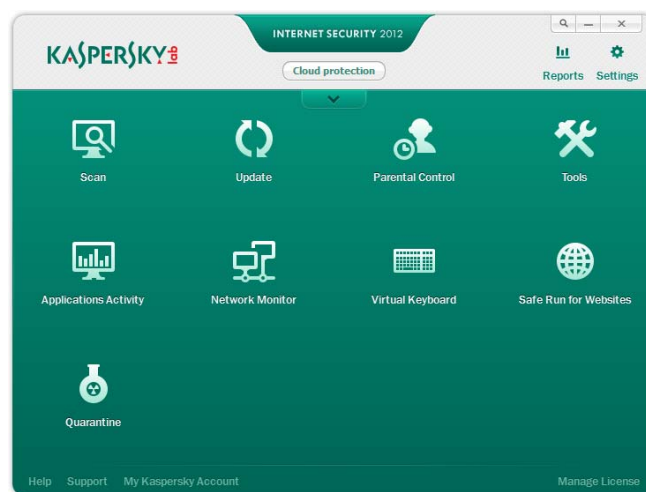 INTERNET SECURITY 2012
KASPERSKY lab
Cloud protection
Reports Settings
Scan Update Parental Control Tools
Applications Activity Network Monitor Virtual Keyboard Safe Run for Websites
Quarantine
Help Support My Kaspersky Account Manage License